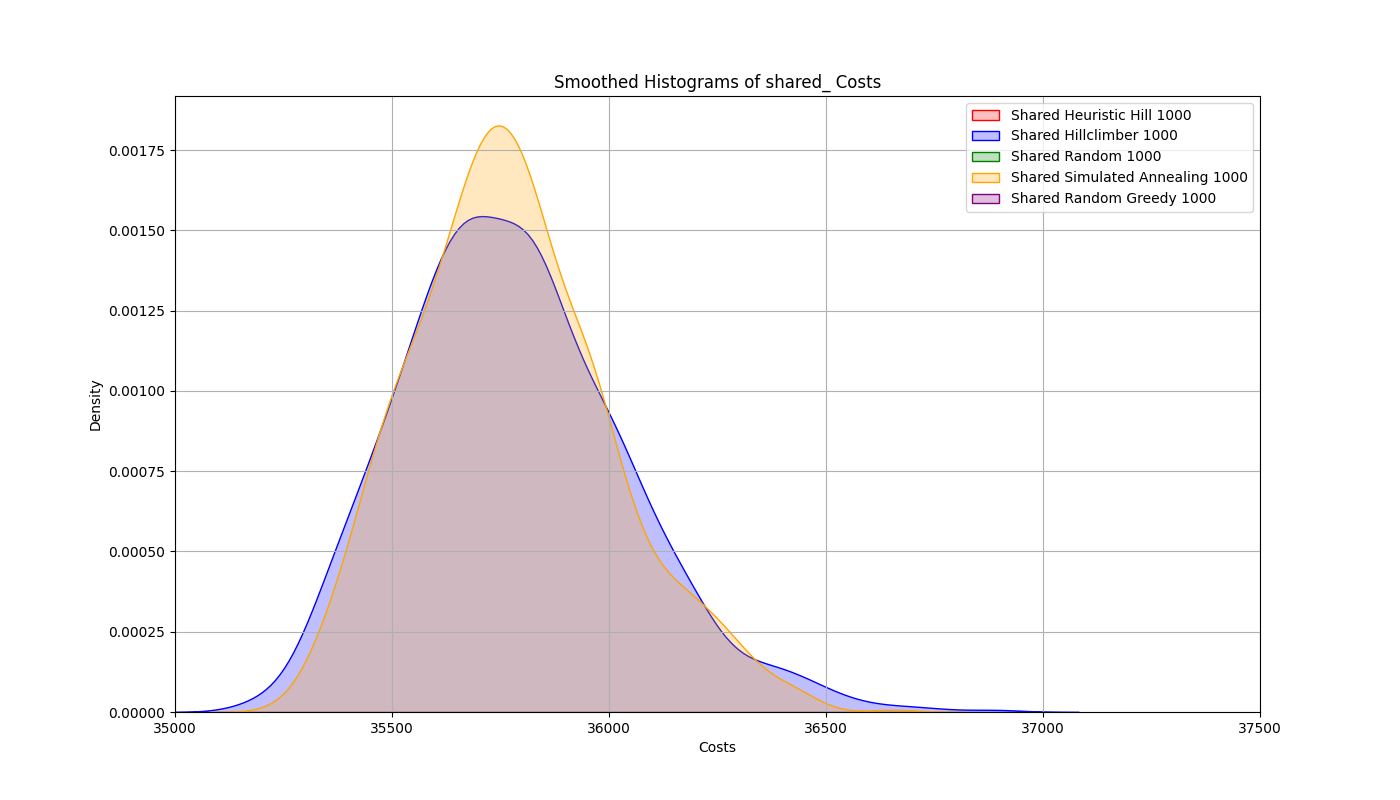 Smoothed Histograms of shared_ Costs
Shared Heuristic Hill 1000
Shared Hillclimber 1000
Shared Random 1000
Shared Simulated Annealing 1000
Shared Random Greedy 1000
Density
0.00175
0.00150
0.00125
0.00100
0.00075
0.00050
0.00025
0.00000
35000 35500 36000 36500 37000 37500
Costs